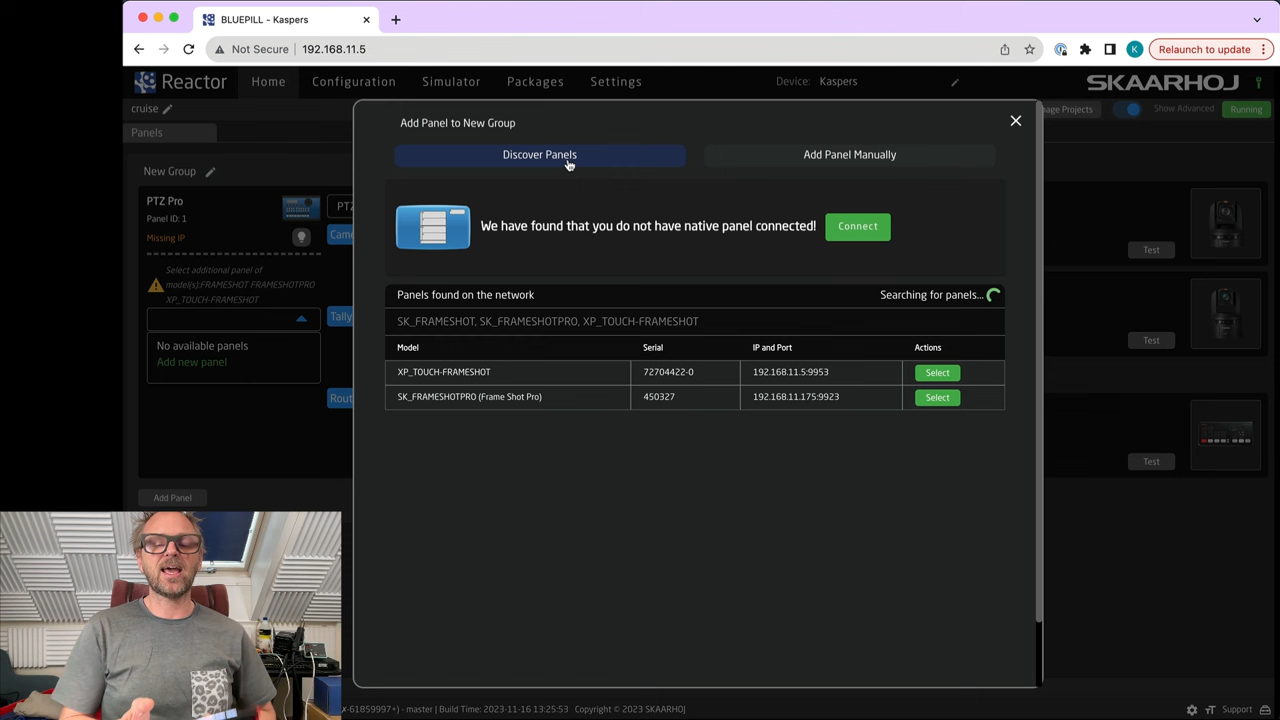 BLUEPILL - Kaspers
Not Secure
192.168.11.5
K
Relaunch to update
Reactor
Home
Configuration
Simulator
Packages
Settings
Device:
Kaspers
SKAARHOJ
cruise
age Projects
Show Advanced
Running
Panels
Add Panel to New Group
Discover Panels
Add Panel Manually
New Group
PTZ Pro
Panel ID: 1
PTZ
Missing IP
Select additional panel of
model(s):FRAMESHOT FRAMESHOTPRO
XP_TOUCH-FRAMESHOT
No available panels
Add new panel
Tally
Add Panel
We have found that you do not have native panel connected!
Connect
Panels found on the network
Searching for panels...
SK_FRAMESHOT, SK_FRAMESHOTPRO, XP_TOUCH-FRAMESHOT
Model
Serial
IP and Port
Actions
XP_TOUCH-FRAMESHOT
72704422-0
192.168.11.5:9953
Select
SK_FRAMESHOTPRO (Frame Shot Pro)
450327
192.168.11.175:9923
Select
Test
Test
Test
X-61859997+) - master | Build Time: 2023-11-16 13:25:53 Copyright © 2023 SKAARHOJ
Support